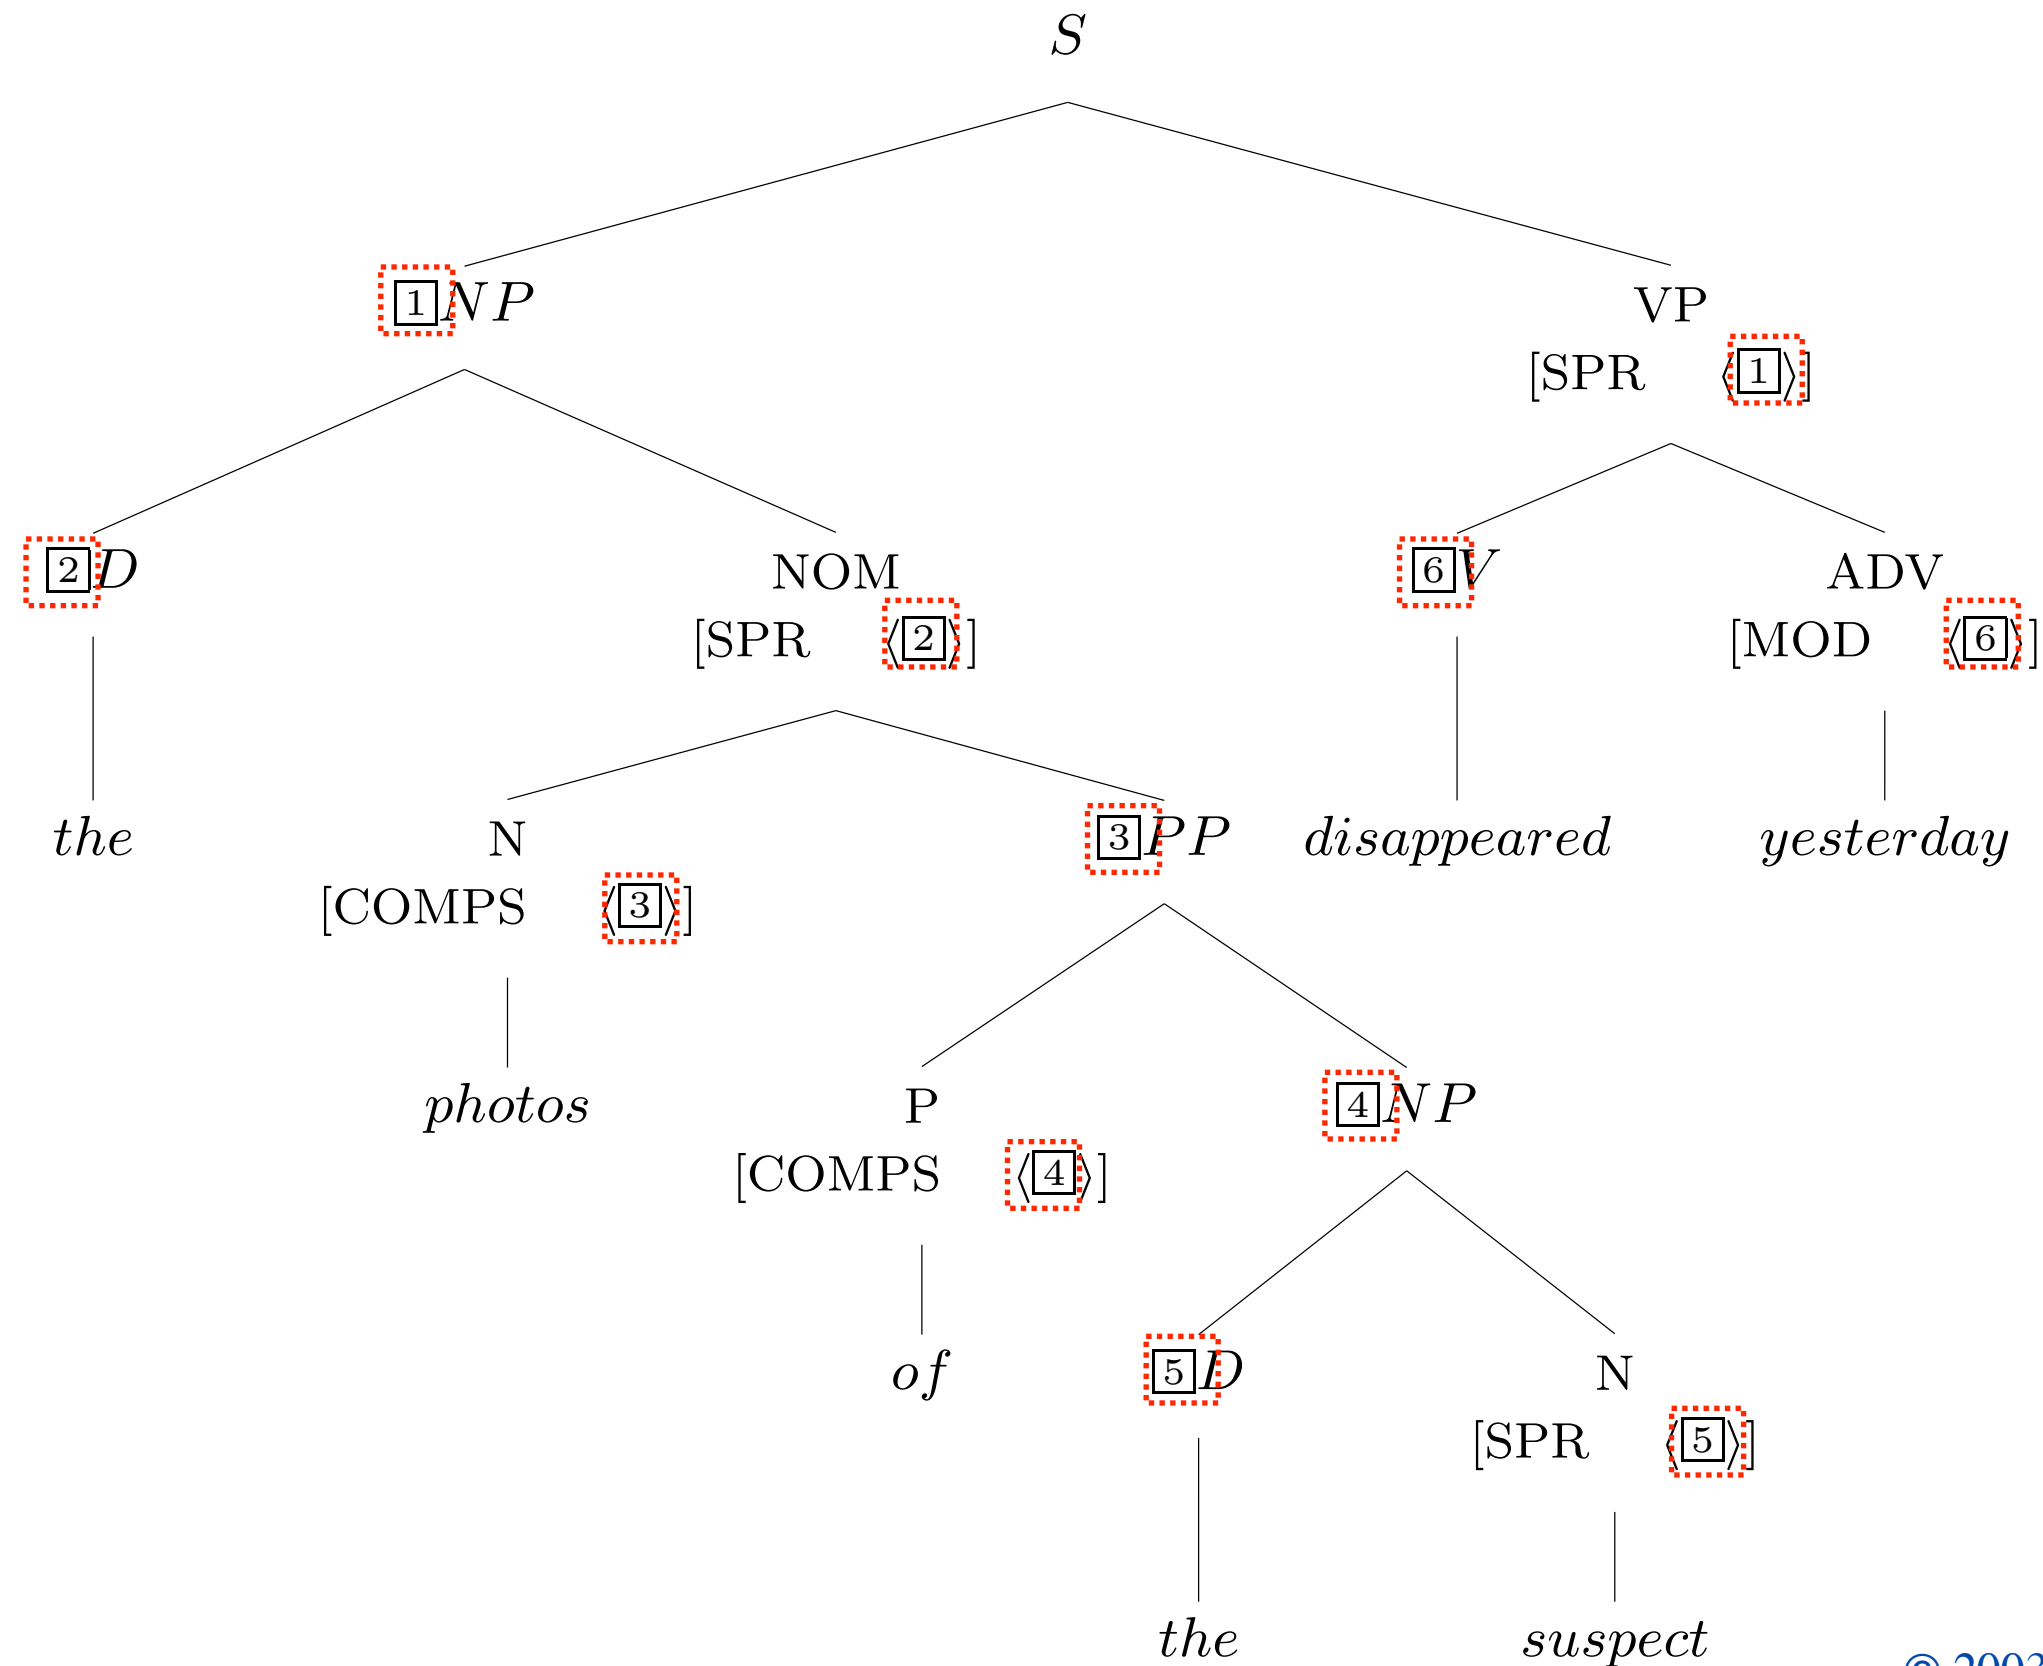 S
1 NP VP
[SPR ⟨1⟩]
2 D NOM 6 V ADV
[SPR ⟨2⟩] [MOD ⟨6⟩]
the N 3 PP disappeared yesterday
[COMPS ⟨3⟩]
photos P 4 NP
[COMPS ⟨4⟩]
of 5 D N
[SPR ⟨5⟩]
the suspect
© 2003